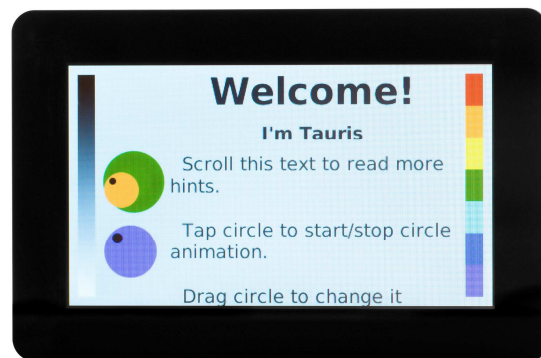 Welcome!
I'm Tauris
Scroll this text to read more
hints.
Tap circle to start/stop circle
animation.
Drag circle to change it